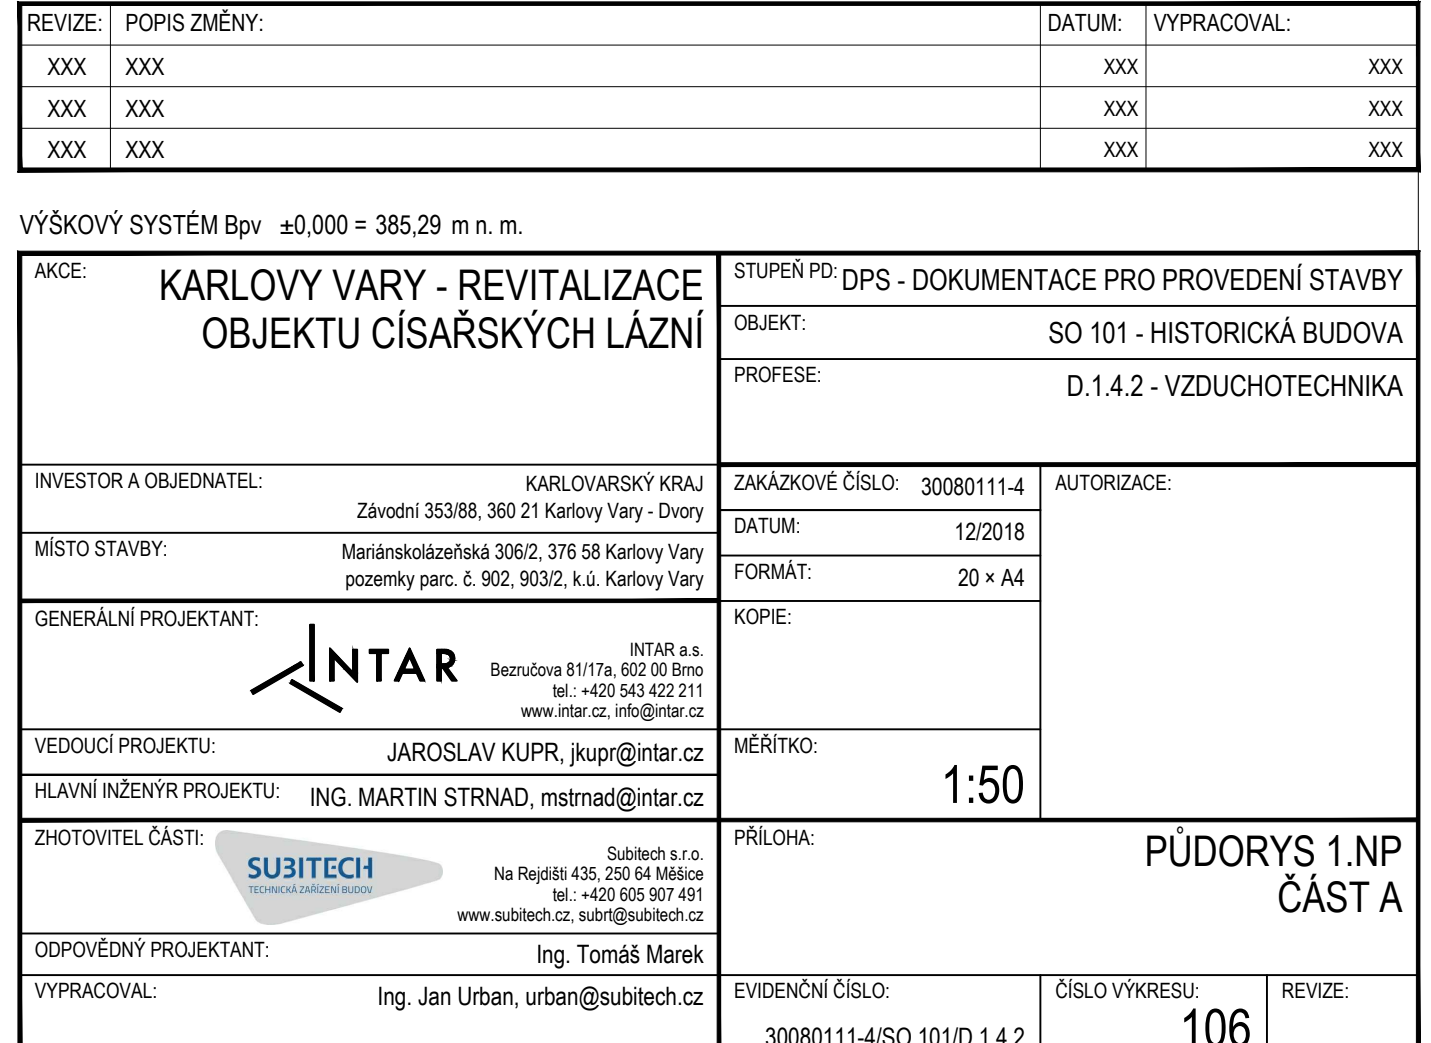 REVIZE: POPIS ZMĚNY: DATUM: VYPRACOVAL:
XXX XXX XXX XXX
XXX XXX XXX XXX
XXX XXX XXX XXX
VÝŠKOVÝ SYSTÉM Bpv ±0,000 = 385,29 m n. m.
AKCE:
KARLOVY VARY - REVITALIZACE
OBJEKTU CÍSAŘSKÝCH LÁZNÍ
STUPEŇ PD: DPS - DOKUMENTACE PRO PROVEDENÍ STAVBY
OBJEKT: SO 101 - HISTORICKÁ BUDOVA
PROFESE: D.1.4.2 - VZDUCHOTECHNIKA
INVESTOR A OBJEDNATEL: KARLOVARSKÝ KRAJ
Závodní 353/88, 360 21 Karlovy Vary - Dvory
MÍSTO STAVBY: Mariánskolázeňská 306/2, 376 58 Karlovy Vary
pozemky parc. č. 902, 903/2, k.ú. Karlovy Vary
ZAKÁZKOVÉ ČÍSLO: 30080111-4
DATUM: 12/2018
FORMÁT: 20 × A4
KOPIE:
MĚŘÍTKO:
1:50
AUTORIZACE:
GENERÁLNÍ PROJEKTANT:
INTAR
INTAR a.s.
Bezručova 81/17a, 602 00 Brno
tel.: +420 543 422 211
www.intar.cz, info@intar.cz
VEDOUCÍ PROJEKTU: JAROSLAV KUPR, jkupr@intar.cz
HLAVNÍ INŽENÝR PROJEKTU: ING. MARTIN STRNAD, mstrnad@intar.cz
ZHOTOVITEL ČÁSTI:
SUBITECH
TECHNICKÁ ZAŘÍZENÍ BUDOV
Subitech s.r.o.
Na Rejdišti 435, 250 64 Měšice
tel.: +420 605 907 491
www.subitech.cz, subrt@subitech.cz
ODPOVĚDNÝ PROJEKTANT: Ing. Tomáš Marek
VYPRACOVAL: Ing. Jan Urban, urban@subitech.cz
PŘÍLOHA:
PŮDORYS 1.NP
ČÁST A
EVIDENČNÍ ČÍSLO:
30080111-4/SO 101/D.1.4.2
ČÍSLO VÝKRESU:
106
REVIZE: